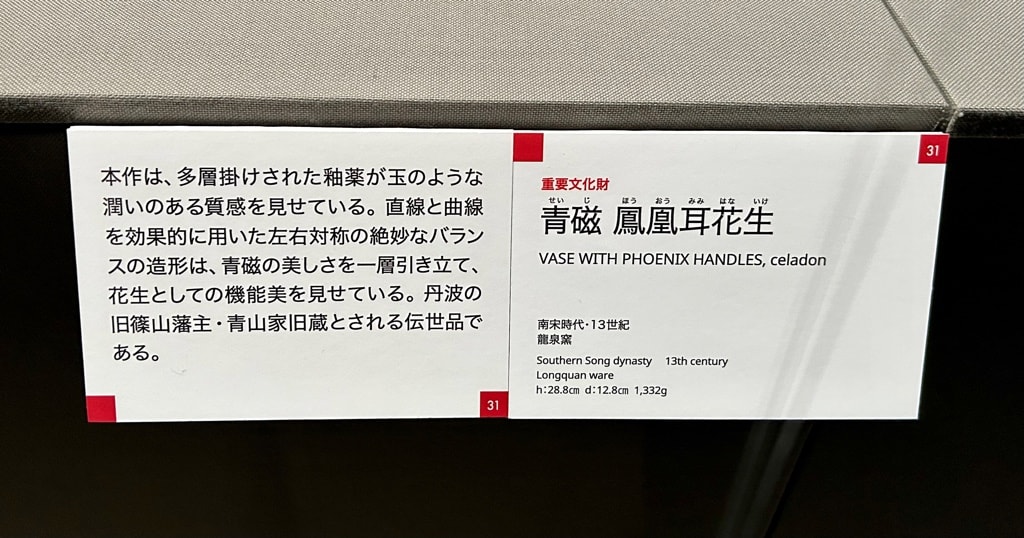 本作は、多層掛けされた釉薬が玉のような
潤いのある質感を見せている。直線と曲線
を効果的に用いた左右対称の絶妙なバラン
スの造形は、青磁の美しさを一層引き立て、
花生としての機能美を見せている。丹波の
旧篠山藩主・青山家旧蔵とされる伝世品で
ある。
31
31
重要文化財
せい じ ほう おう みみ はな いけ
青磁 鳳凰耳花生
VASE WITH PHOENIX HANDLES, celadon
南宋時代・13世紀
龍泉窯
Southern Song dynasty 13th century
Longquan ware
h:28.8㎝ d:12.8㎝ 1,332g